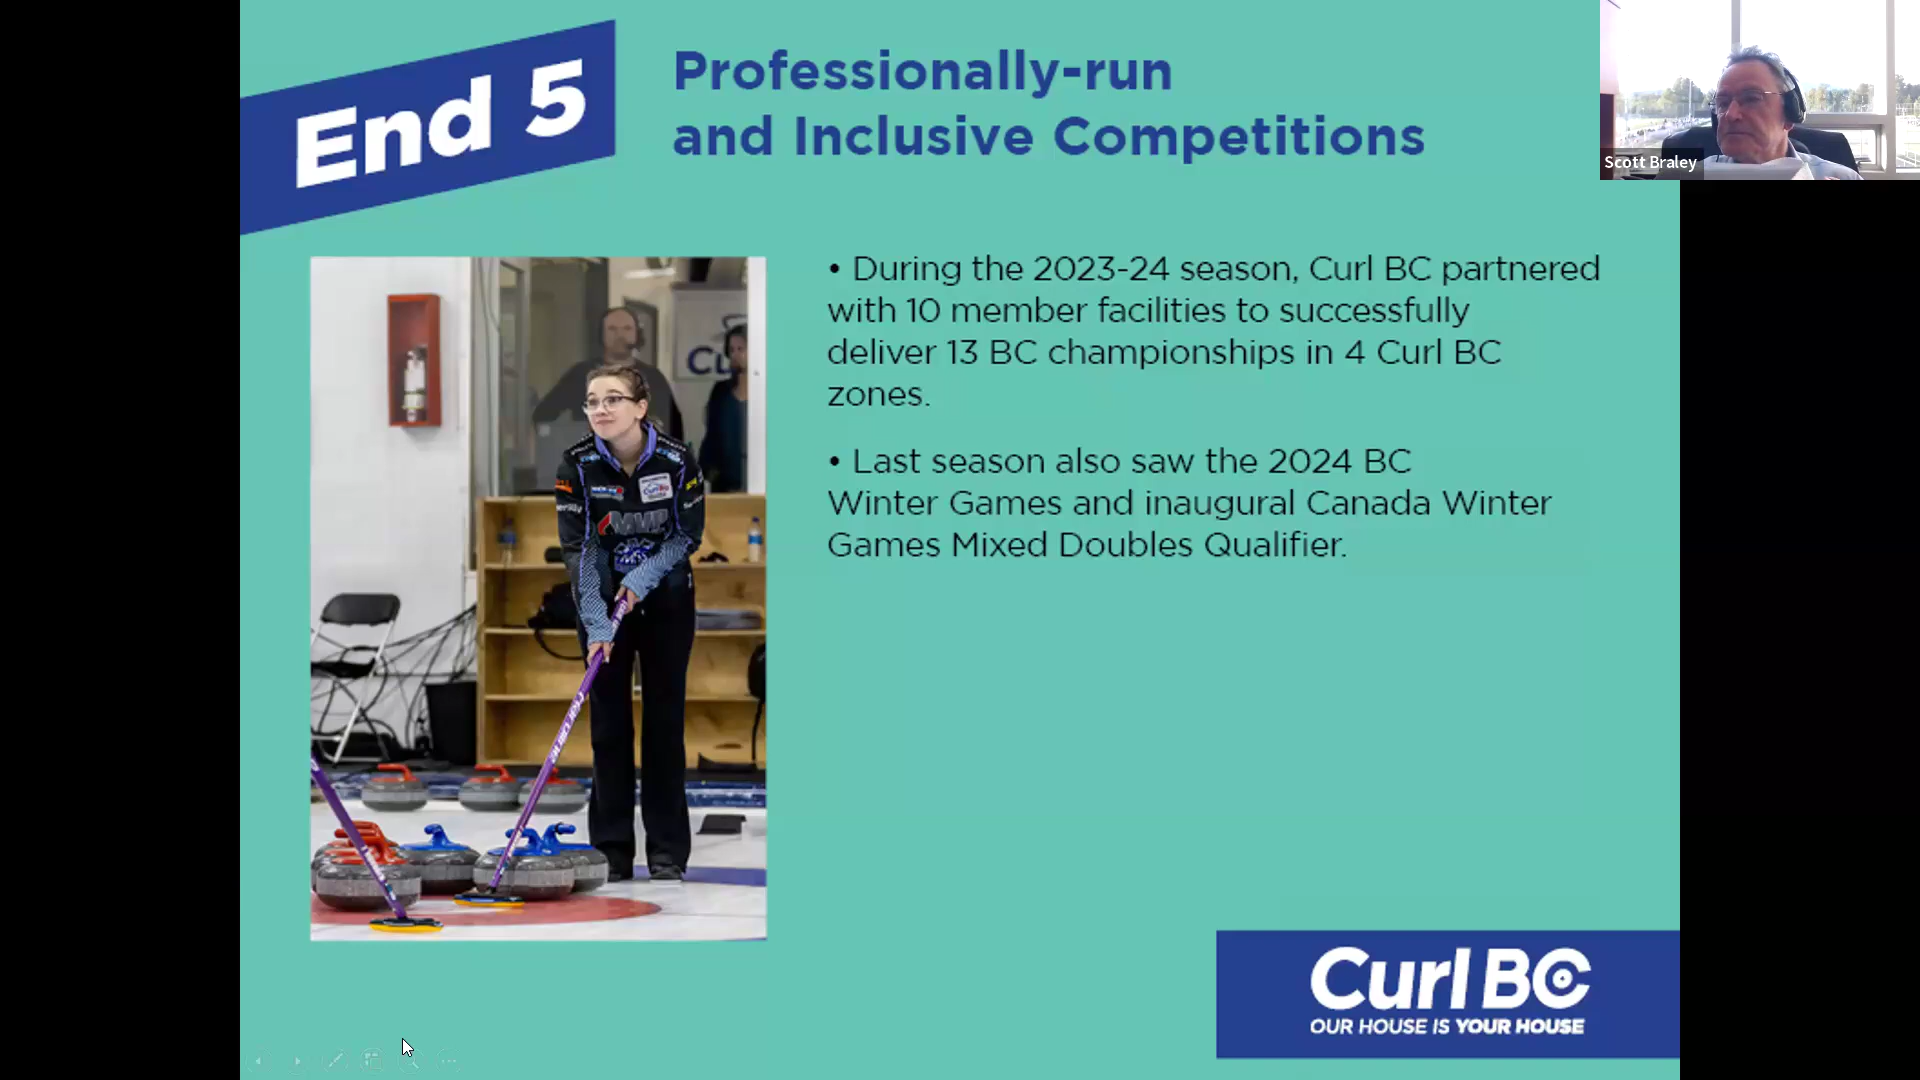 End 5
Professionally-run
and Inclusive Competitions
Scott Braley
• During the 2023-24 season, Curl BC partnered
with 10 member facilities to successfully
deliver 13 BC championships in 4 Curl BC
zones.
• Last season also saw the 2024 BC
Winter Games and inaugural Canada Winter
Games Mixed Doubles Qualifier.
MVP
Curl BC
OUR HOUSE IS YOUR HOUSE